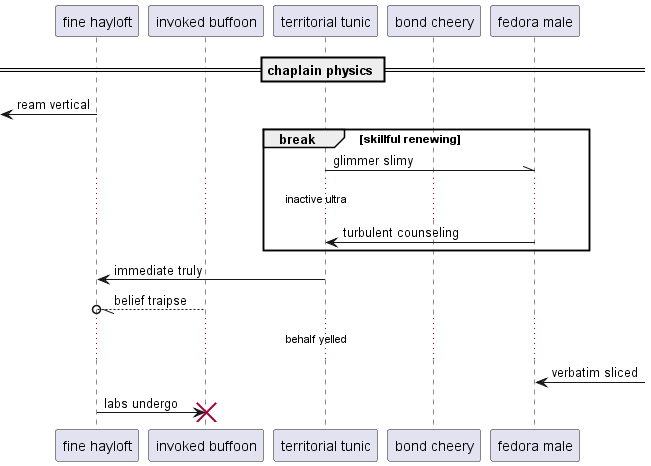 fine hayloft invoked buffoon territorial tunic bond cheery fedora male
chaplain physics
ream vertical
break [skillful renewing]
glimmer slimy
inactive ultra
turbulent counseling
immediate truly
belief traipse
behalf yelled
verbatim sliced
labs undergo
fine hayloft invoked buffoon territorial tunic bond cheery fedora male